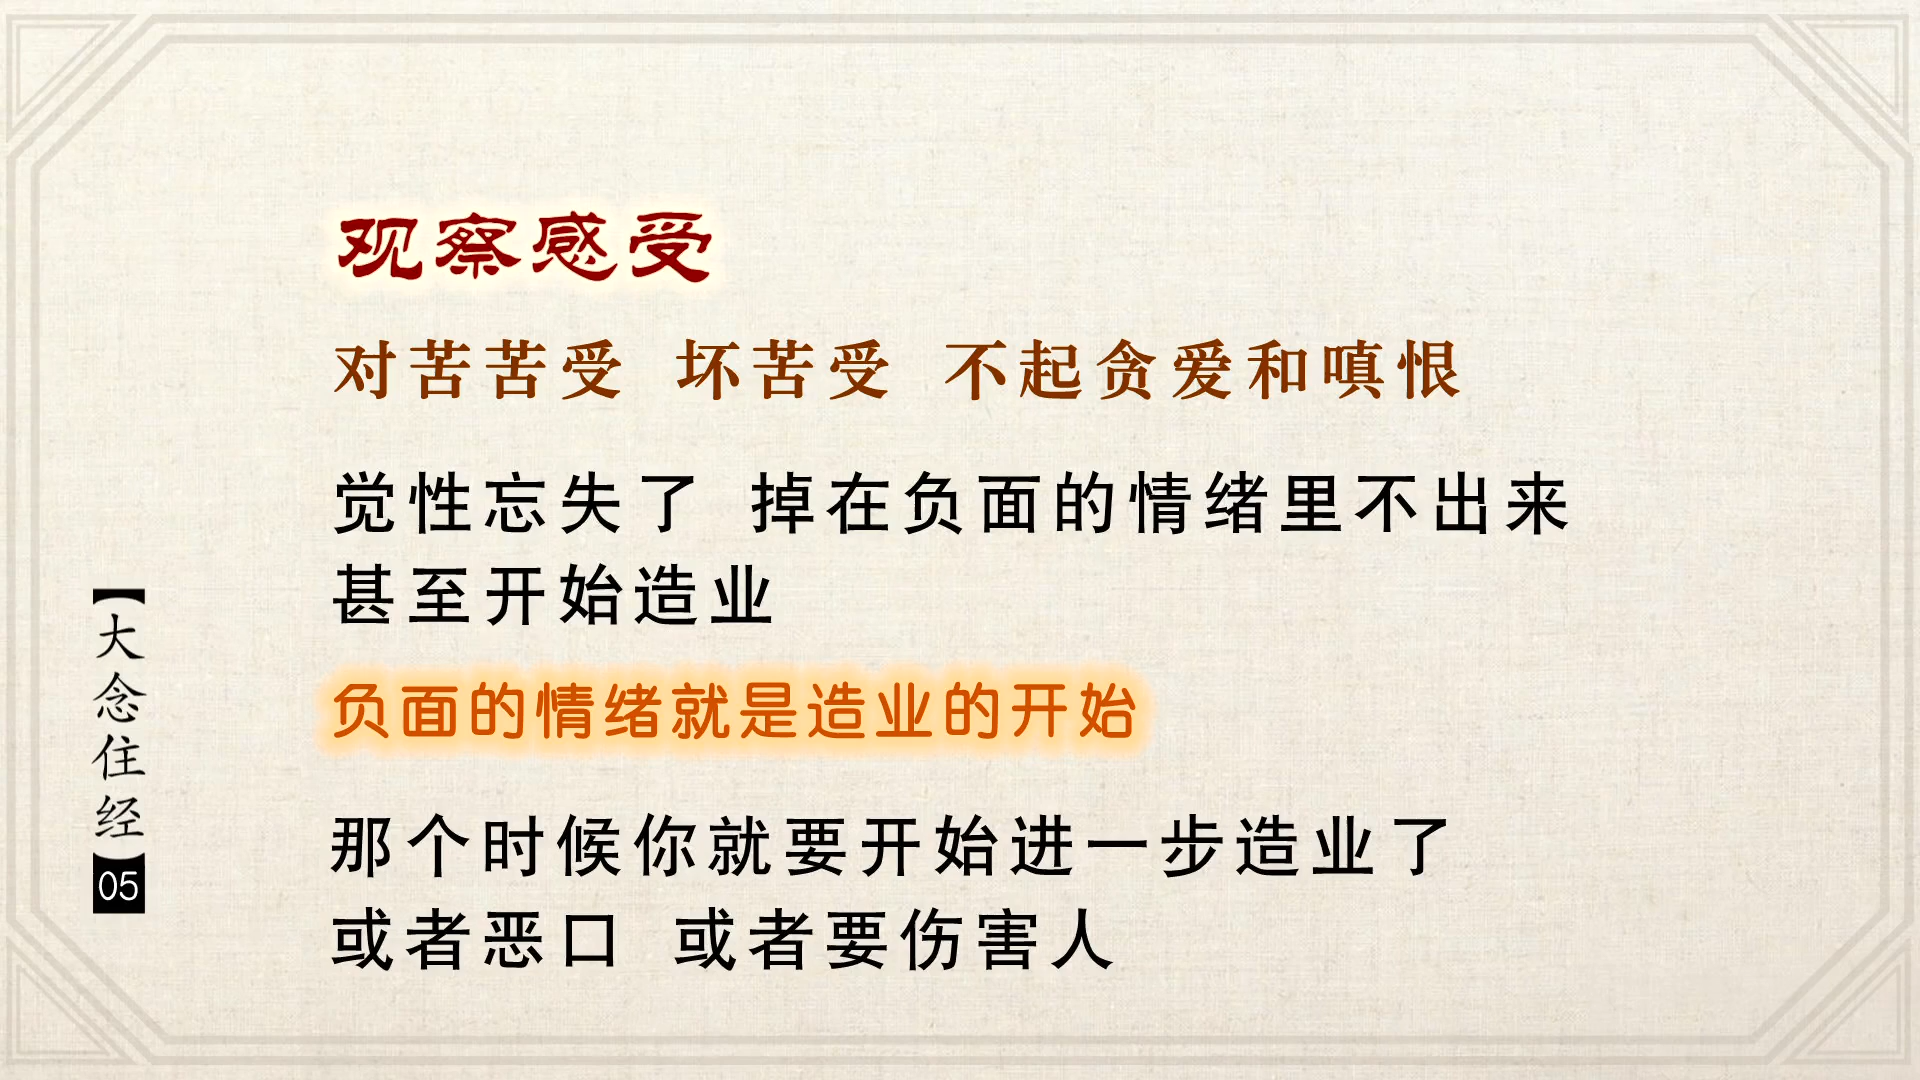 观察感受
对苦苦受 坏苦受 不起贪爱和嗔恨
觉性忘失了 掉在负面的情绪里不出来
甚至开始造业
负面的情绪就是造业的开始
那个时候你就要开始进一步造业了
或者恶口 或者要伤害人
【大念住经】05